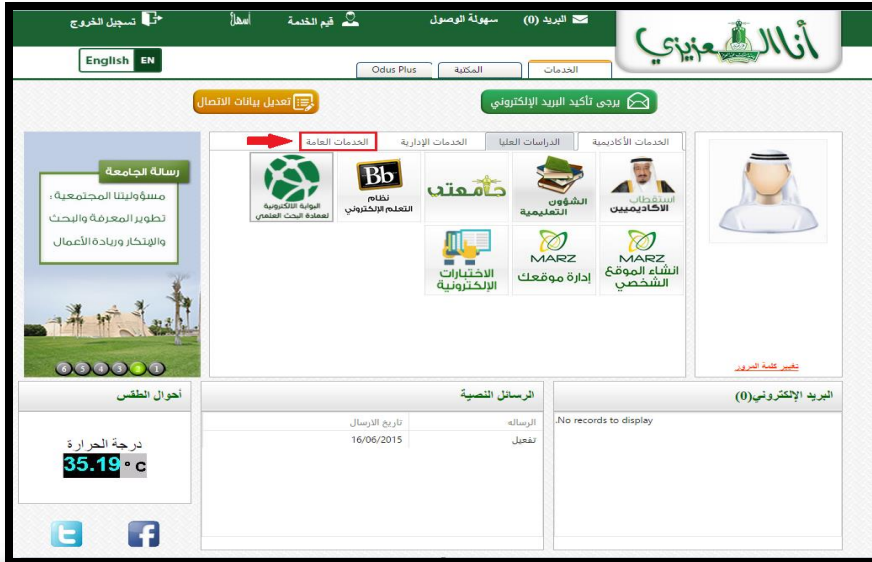 البريد (0)
سهولة الوصول
قيم الخدمة
أهلاً
تسجيل الخروج
أنا العزيزي
English EN
الخدمات
المكتبة
Odus Plus
يرجى تأكيد البريد الإلكتروني
تعديل بيانات الاتصال
الخدمات الأكاديمية
الدراسات العليا
الخدمات الإدارية
الخدمات العامة
استقطاب
الاكاديميين
الشؤون
التعليمية
جامعتي
Bb
نظام
التعلم الإلكتروني
البوابة الالكترونية
لعمادة البحث العلمي
MARZ
انشاء الموقع
الشخصي
MARZ
إدارة موقعك
الاختبارات
الإلكترونية
تغيير كلمة المرور
رسالة الجامعة
مسؤوليتنا المجتمعية ،
تطوير المعرفة والبحث
والإبتكار وريادة الأعمال
1 2 3 4 5 6
البريد الإلكتروني(0)
.No records to display
الرسائل النصية
الرساله
تاريخ الارسال
تفعيل
16/06/2015
أحوال الطقس
درجة الحرارة
35.19 ° c